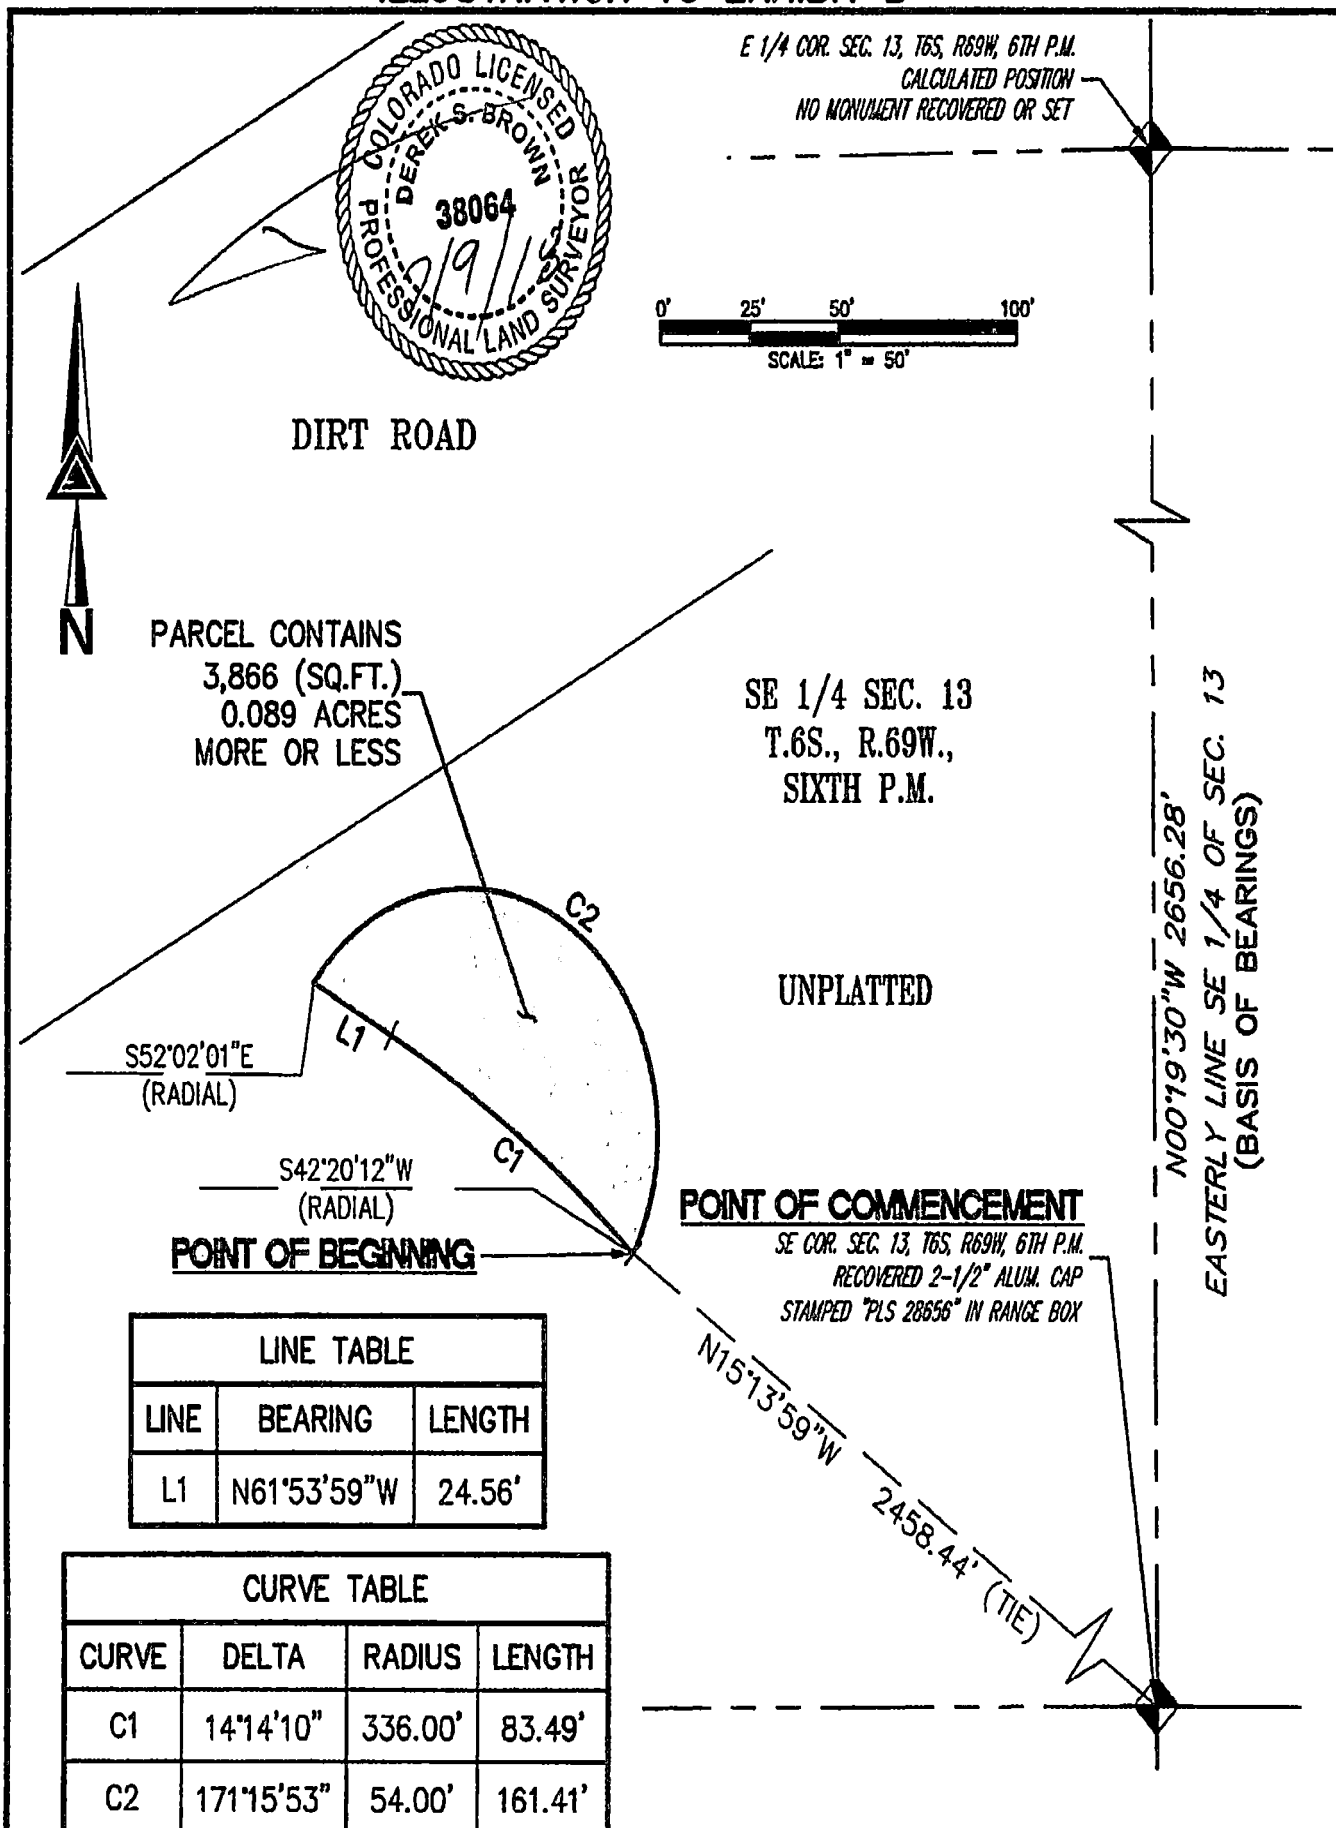 E 1/4 COR. SEC. 13, T6S, R69W, 6TH P.M.
CALCULATED POSITION
NO MONUMENT RECOVERED OR SET
COLORADO LICENSED
DEREK S. BROWN
38064
PROFESSIONAL LAND SURVEYOR
0' 25' 50' 100'
SCALE: 1" = 50'
DIRT ROAD
N
PARCEL CONTAINS
3,866 (SQ.FT.)
0.089 ACRES
MORE OR LESS
SE 1/4 SEC. 13
T.6S., R.69W.,
SIXTH P.M.
N00°19'30"W 2656.28'
EASTERLY LINE SE 1/4 OF SEC. 13
(BASIS OF BEARINGS)
C2
UNPLATTED
L1
S52°02'01"E
(RADIAL)
C1
S42°20'12"W
(RADIAL)
POINT OF BEGINNING
POINT OF COMMENCEMENT
SE COR. SEC. 13, T6S, R69W, 6TH P.M.
RECOVERED 2-1/2" ALUM. CAP
STAMPED "PLS 28656" IN RANGE BOX
N15°13'59"W 2458.44' (TIE)
LINE TABLE
LINE BEARING LENGTH
L1 N61°53'59"W 24.56'
CURVE TABLE
CURVE DELTA RADIUS LENGTH
C1 14°14'10" 336.00' 83.49'
C2 171°15'53" 54.00' 161.41'